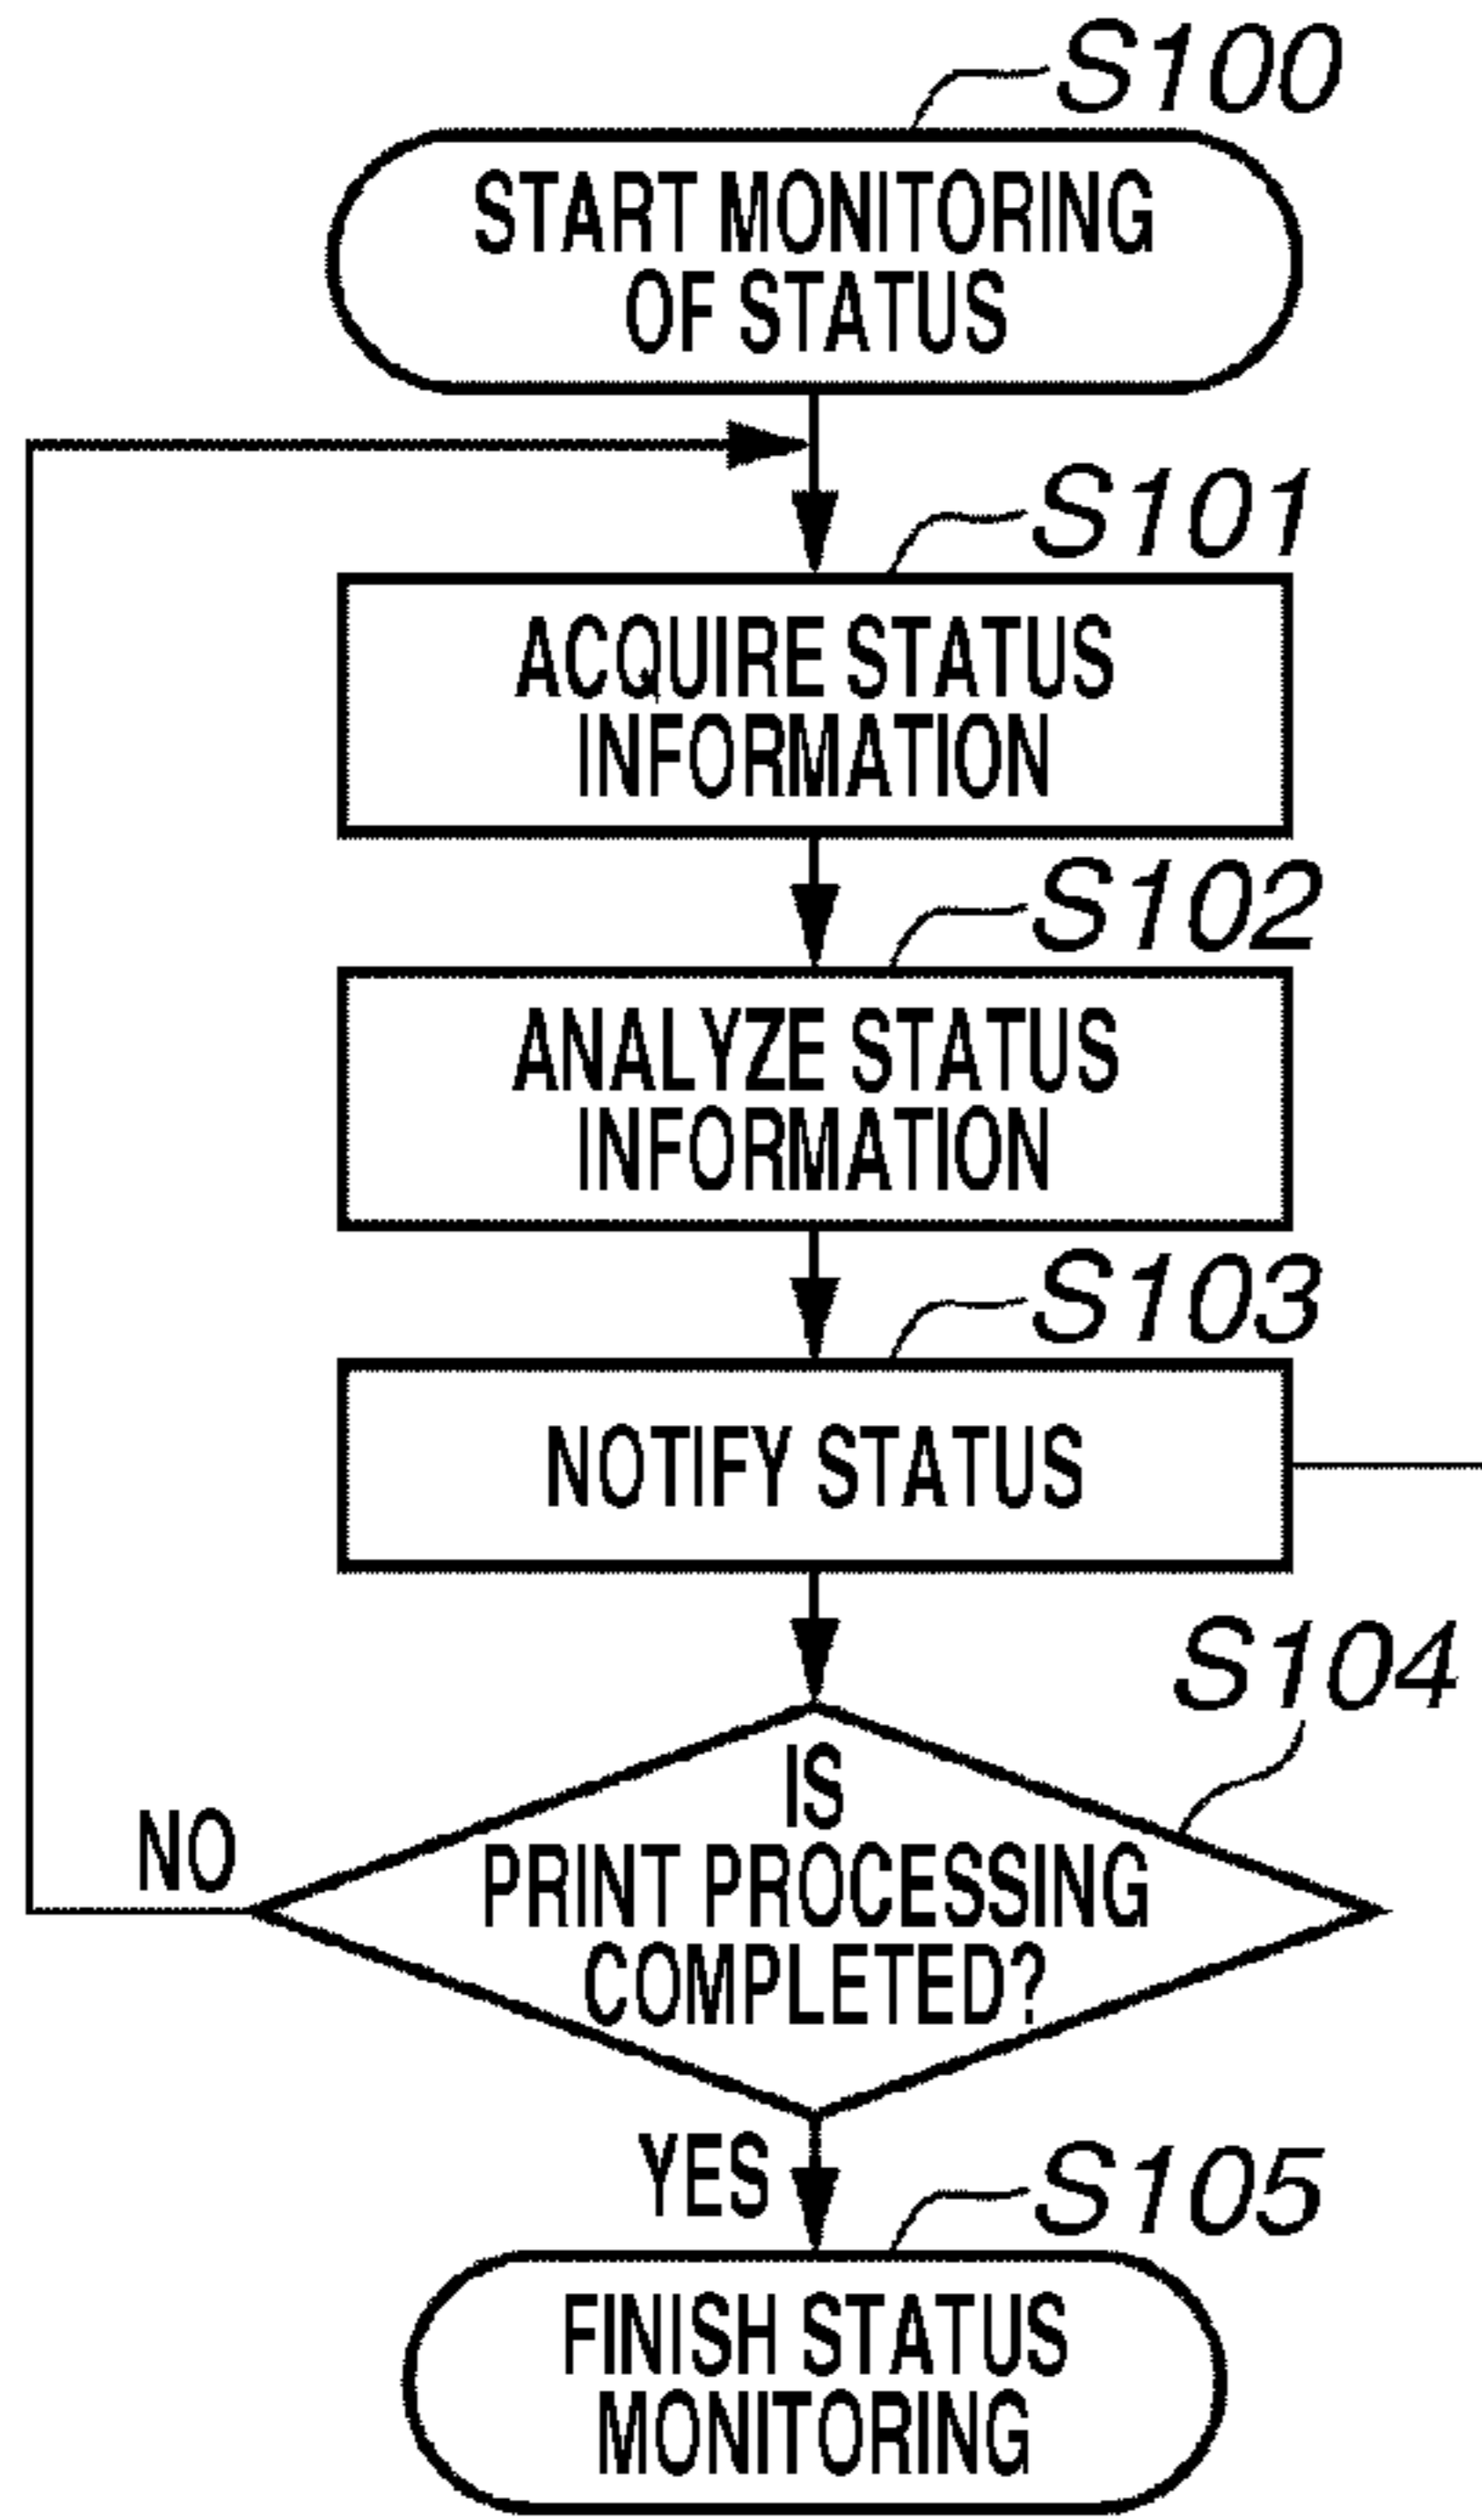 S100
START MONITORING
OF STATUS
S101
ACQUIRE STATUS
INFORMATION
S102
ANALYZE STATUS
INFORMATION
S103
NOTIFY STATUS
S104
IS
PRINT PROCESSING
COMPLETED?
NO
YES
S105
FINISH STATUS
MONITORING